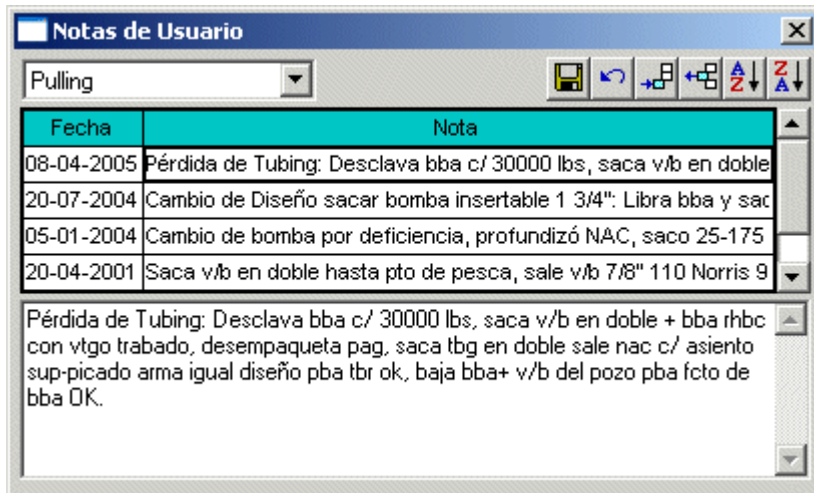 Notas de Usuario
Pulling
Fecha Nota
08-04-2005 Pérdida de Tubing: Desclava bba c/ 30000 lbs, saca v/b en doble
20-07-2004 Cambio de Diseño sacar bomba insertable 1 3/4": Libra bba y sac
05-01-2004 Cambio de bomba por deficiencia, profundizó NAC, saco 25-175
20-04-2001 Saca v/b en doble hasta pto de pesca, sale v/b 7/8" 110 Norris 9
Pérdida de Tubing: Desclava bba c/ 30000 lbs, saca v/b en doble + bba rhbc
con vtgo trabado, desempaqueta pag, saca tbg en doble sale nac c/ asiento
sup-picado arma igual diseño pba tbr ok, baja bba+ v/b del pozo pba fcto de
bba OK.